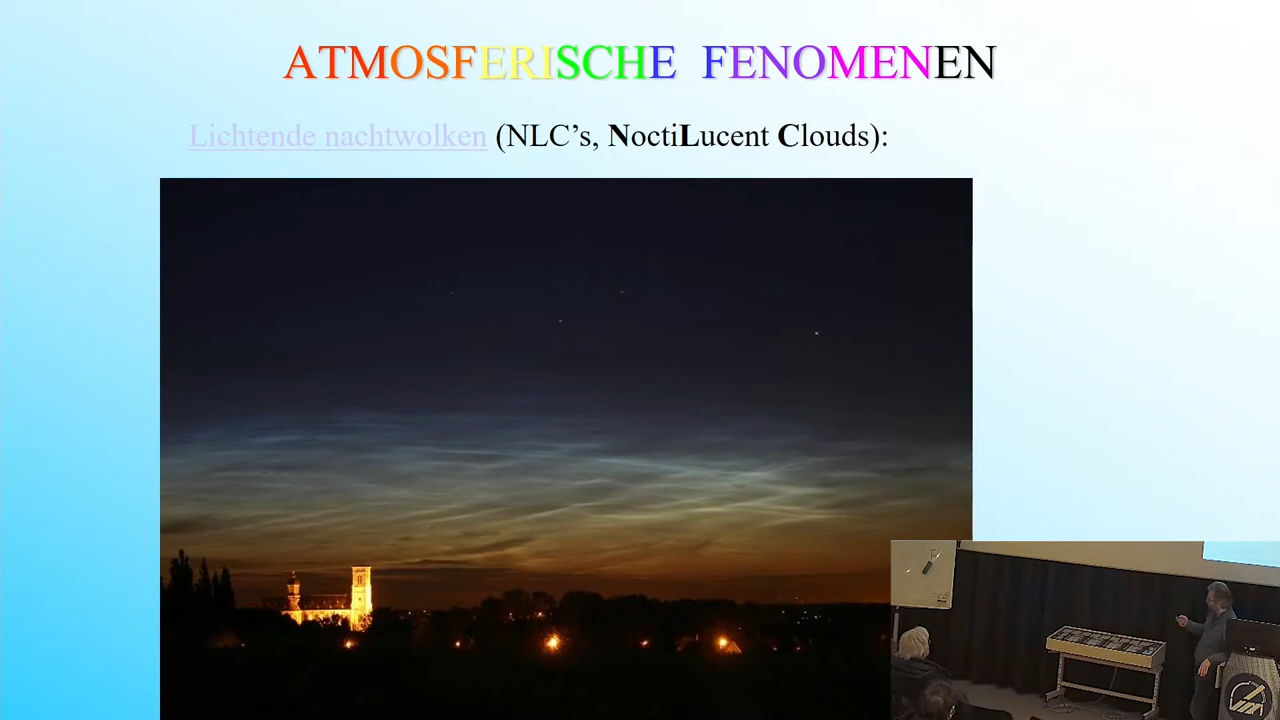 ATMOSFERISCHE FENOMENEN
Lichtende nachtwolken (NLC’s, NoctiLucent Clouds):